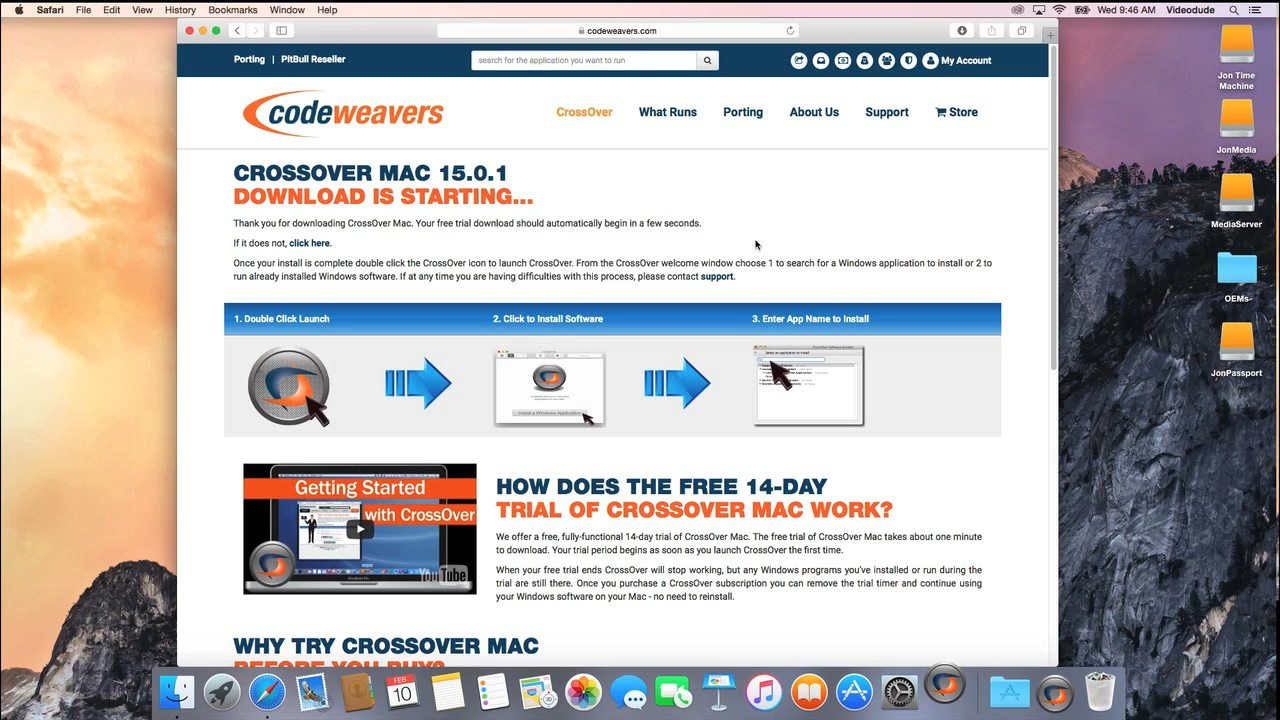 Safari File Edit View History Bookmarks Window Help
Wed 9:46 AM Videodude
codeweavers.com
Porting | PitBull Reseller
search for the application you want to run
My Account
codeweavers
CrossOver What Runs Porting About Us Support Store
CROSSOVER MAC 15.0.1
DOWNLOAD IS STARTING...
Thank you for downloading CrossOver Mac. Your free trial download should automatically begin in a few seconds.
If it does not, click here.
Once your install is complete double click the CrossOver icon to launch CrossOver. From the CrossOver welcome window choose 1 to search for a Windows application to install or 2 to
run already installed Windows software. If at any time you are having difficulties with this process, please contact support.
1. Double Click Launch
2. Click to Install Software
3. Enter App Name to Install
Install a Windows Application
Select an application to install
Getting Started
with CrossOver
YouTube
HOW DOES THE FREE 14-DAY
TRIAL OF CROSSOVER MAC WORK?
We offer a free, fully-functional 14-day trial of CrossOver Mac. The free trial of CrossOver Mac takes about one minute
to download. Your trial period begins as soon as you launch CrossOver the first time.
When your free trial ends CrossOver will stop working, but any Windows programs you've installed or run during the
trial are still there. Once you purchase a CrossOver subscription you can remove the trial timer and continue using
your Windows software on your Mac - no need to reinstall.
WHY TRY CROSSOVER MAC
BEFORE YOU BUY?
Jon Time
Machine
JonMedia
MediaServer
OEMs
JonPassport
FEB
10